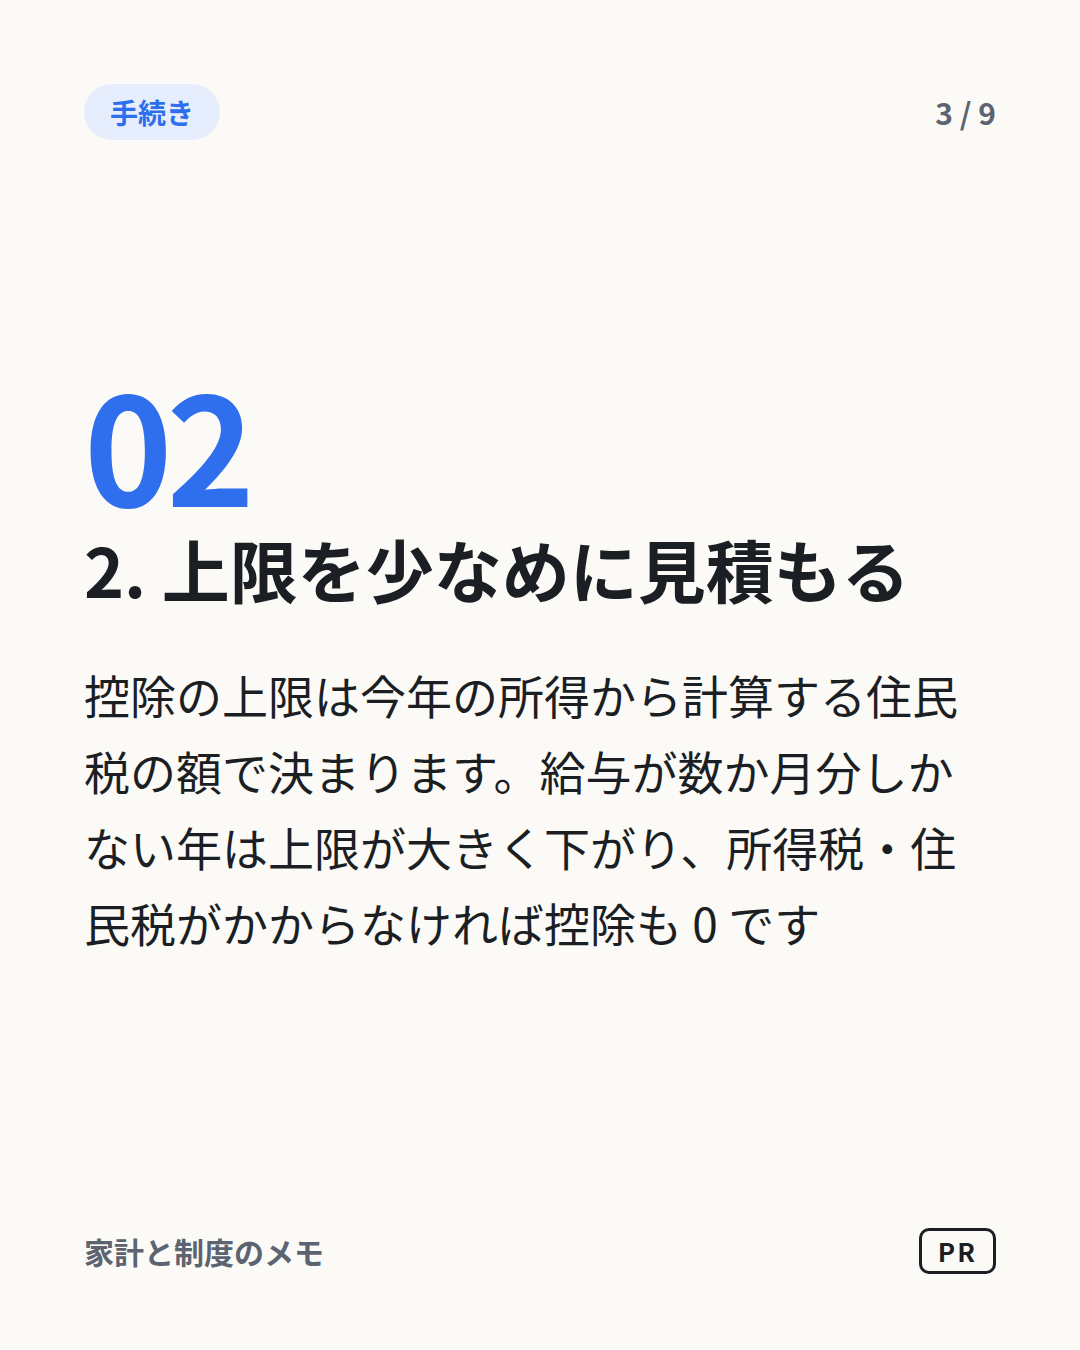 手続き
3 / 9
02
2. 上限を少なめに見積もる
控除の上限は今年の所得から計算する住民
税の額で決まります。給与が数か月分しか
ない年は上限が大きく下がり、所得税・住
民税がかからなければ控除も 0 です
家計と制度のメモ
PR